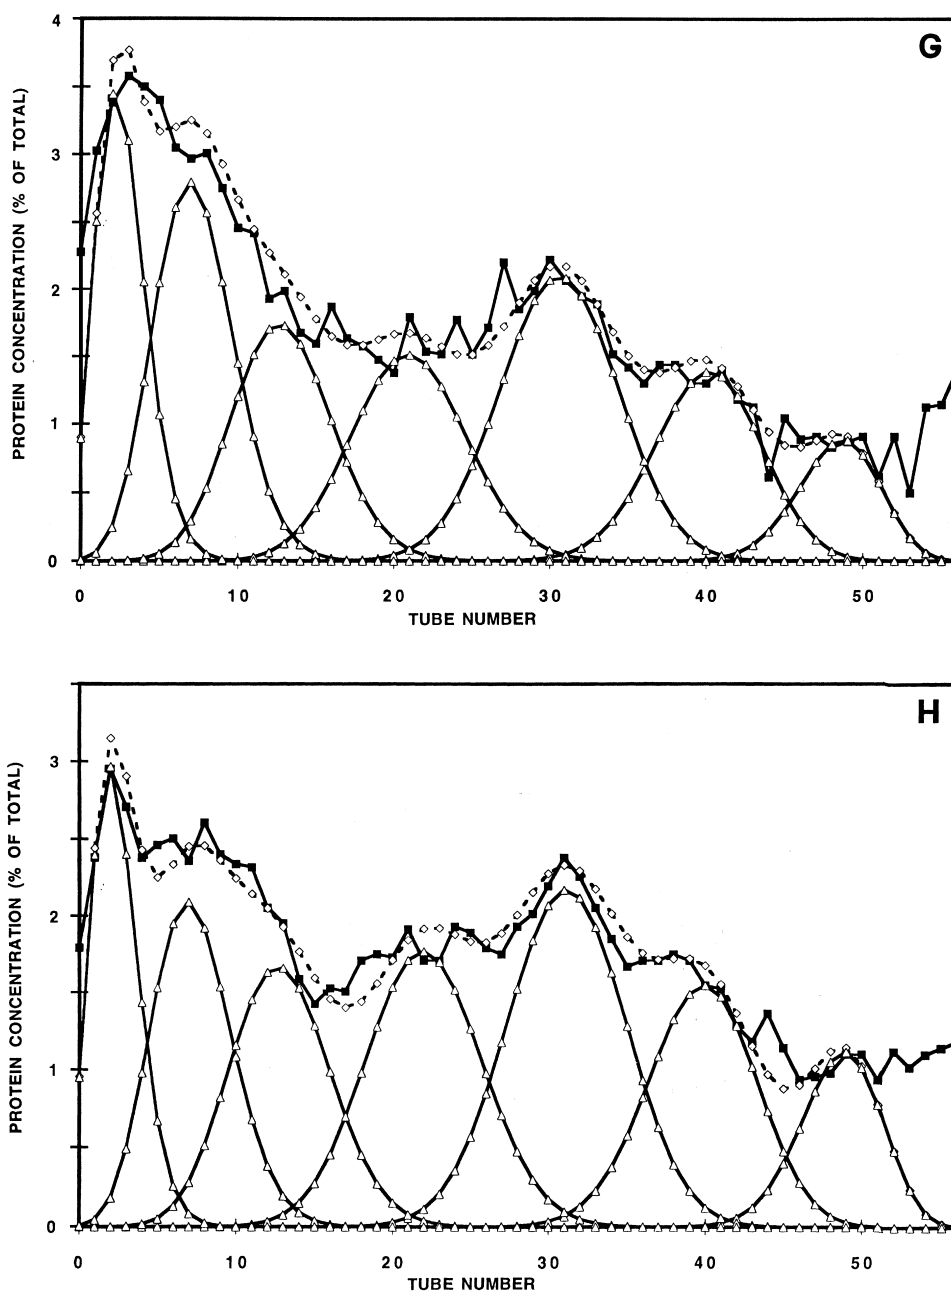 G
PROTEIN CONCENTRATION (% OF TOTAL)
4
3
2
1
0
0 10 20 30 40 50
TUBE NUMBER
H
PROTEIN CONCENTRATION (% OF TOTAL)
3
2
1
0
0 10 20 30 40 50
TUBE NUMBER